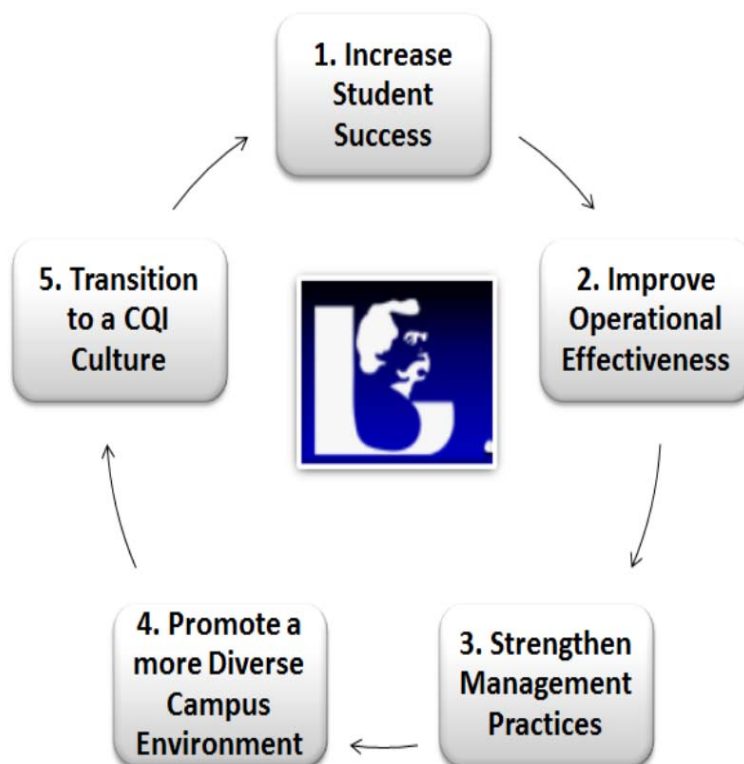 1. Increase
Student
Success
2. Improve
Operational
Effectiveness
3. Strengthen
Management
Practices
4. Promote a
more Diverse
Campus
Environment
5. Transition
to a CQI
Culture
L.